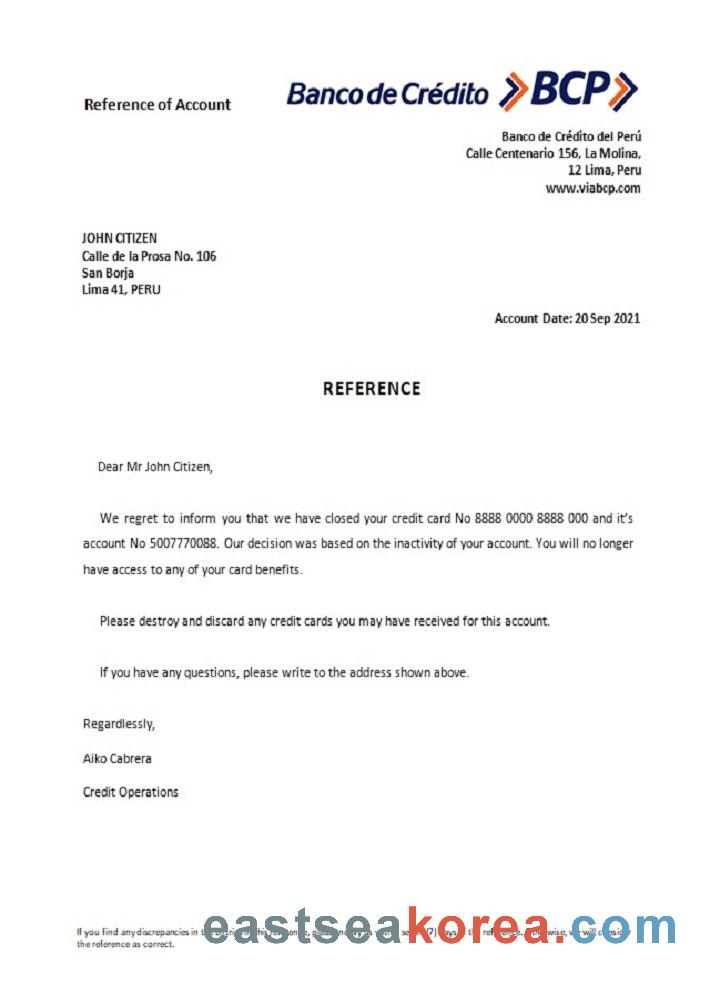 Reference of Account
Banco de Crédito BCP
Banco de Crédito del Perú
Calle Centenario 156, La Molina,
12 Lima, Peru
www.viabcp.com
JOHN CITIZEN
Calle de la Prosa No. 106
San Borja
Lima 41, PERU
Account Date: 20 Sep 2021
REFERENCE
Dear Mr John Citizen,
We regret to inform you that we have closed your credit card No 8888 0000 8888 000 and it's
account No 5007770088. Our decision was based on the inactivity of your account. You will no longer
have access to any of your card benefits.
Please destroy and discard any credit cards you may have received for this account.
If you have any questions, please write to the address shown above.
Regardlessly,
Aiko Cabrera
Credit Operations
If you find any discrepancies in
the reference as correct.
eastseakorea.com